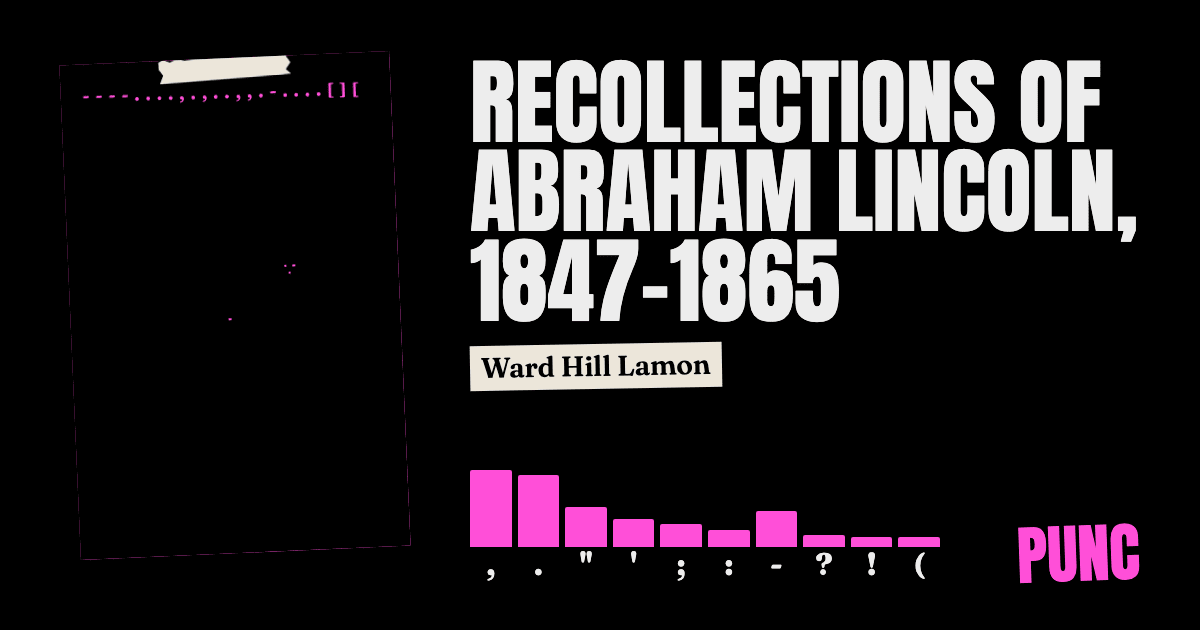 ----....,.,..,,.-....[][
RECOLLECTIONS OF
ABRAHAM LINCOLN,
1847-1865
Ward Hill Lamon
, . " ' ; : - ? ! (
PUNC